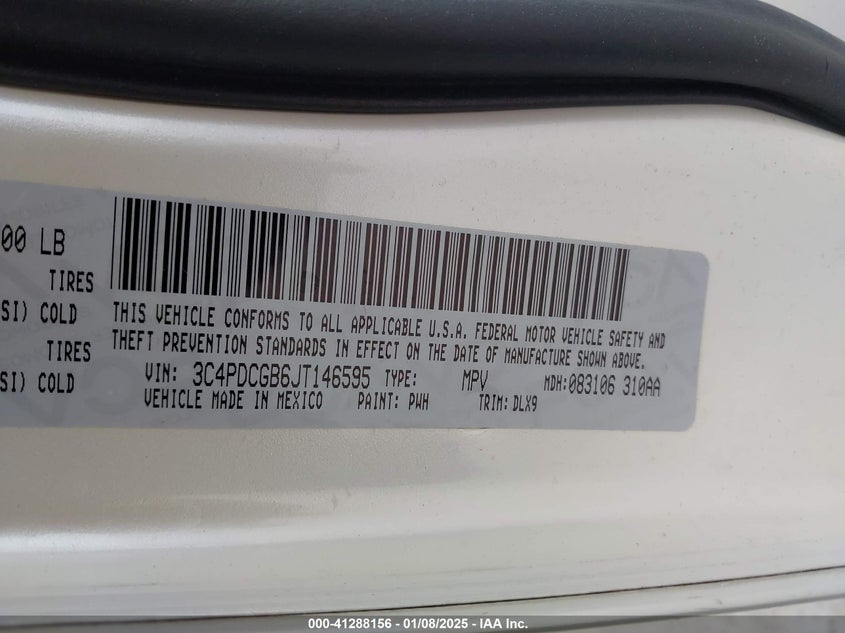 00 LB
TIRES
SI) COLD
TIRES
SI) COLD
THIS VEHICLE CONFORMS TO ALL APPLICABLE U.S.A. FEDERAL MOTOR VEHICLE SAFETY AND
THEFT PREVENTION STANDARDS IN EFFECT ON THE DATE OF MANUFACTURE SHOWN ABOVE.
VIN: 3C4PDCGB6JT146595 TYPE: MPV MDH:083106 310AA
VEHICLE MADE IN MEXICO PAINT: PWH TRIM: DLX9
000-41288156 - 01/08/2025 - IAA Inc.